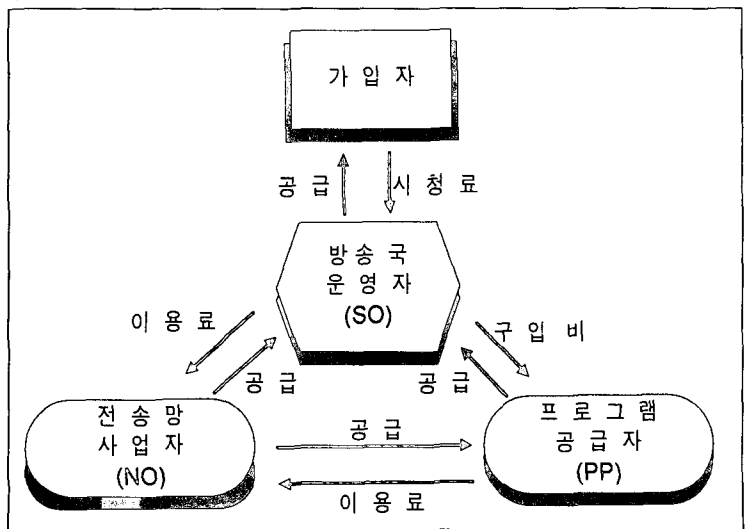 가 입 자
공 급
시 청 료
방 송 국
운 영 자
(SO)
이 용 료
구 입 비
공 급
공 급
전 송 망
사 업 자
(NO)
공 급
프 로 그 램
공 급 자
(PP)
이 용 료